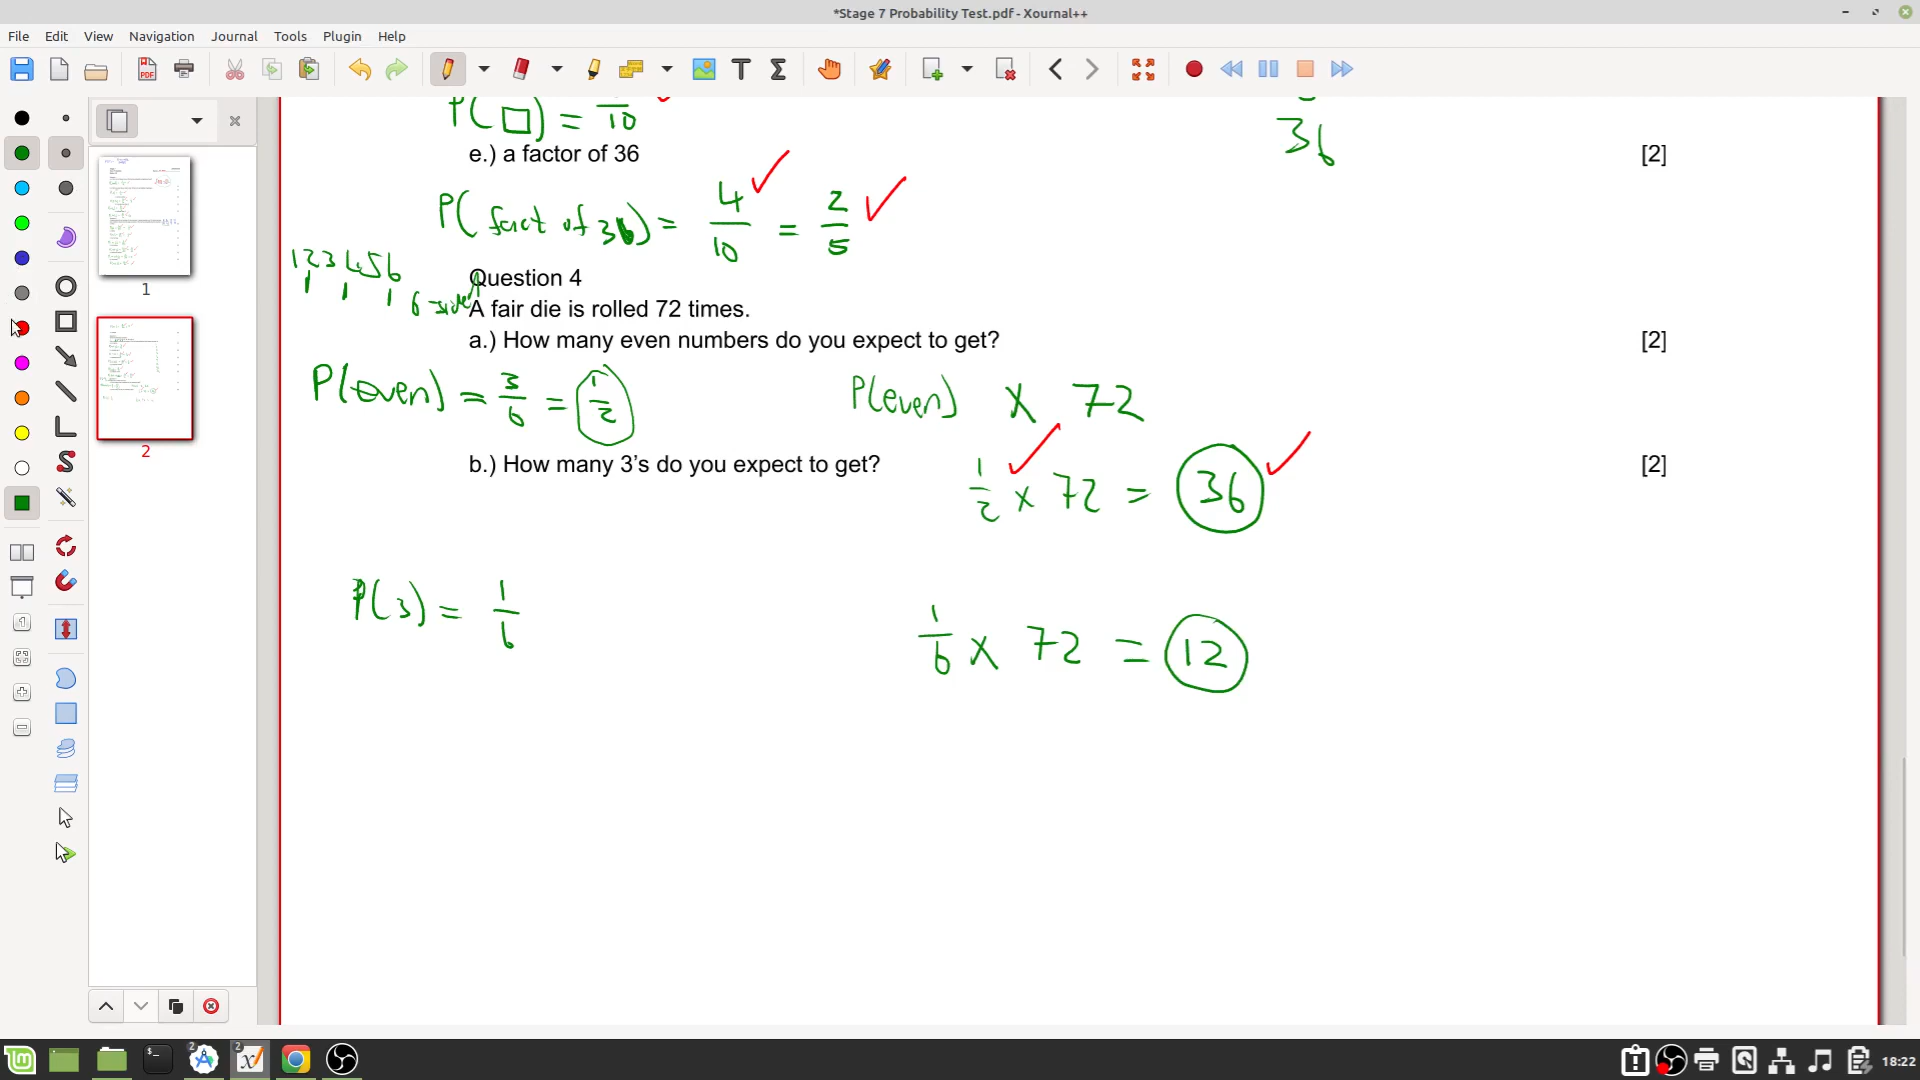 *Stage 7 Probability Test.pdf - Xournal++
File Edit View Navigation Journal Tools Plugin Help
P(□) = /10
36
e.) a factor of 36 [2]
P(fact of 36) = 4/10 = 2/5
1 2 3 4 5 6
6-sided
Question 4
A fair die is rolled 72 times.
a.) How many even numbers do you expect to get? [2]
P(even) = 3/6 = 1/2
P(even) x 72
b.) How many 3’s do you expect to get? [2]
1/2 x 72 = 36
P(3) = 1/6
1/6 x 72 = 12
1
2
18:22